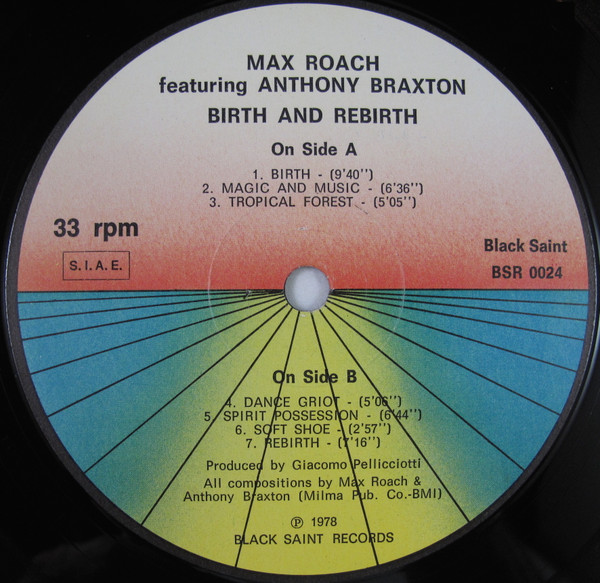 MAX ROACH
featuring ANTHONY BRAXTON
BIRTH AND REBIRTH
On Side A
1. BIRTH - (9'40'')
2. MAGIC AND MUSIC - (6'36'')
3. TROPICAL FOREST - (5'05'')
33 rpm
S.I.A.E.
Black Saint
BSR 0024
On Side B
4. DANCE GRIOT - (5'06'')
5. SPIRIT POSSESSION - (6'44'')
6. SOFT SHOE - (2'57'')
7. REBIRTH - (7'16'')
Produced by Giacomo Pellicciotti
All compositions by Max Roach &
Anthony Braxton (Milma Pub. Co.-BMI)
℗ 1978
BLACK SAINT RECORDS